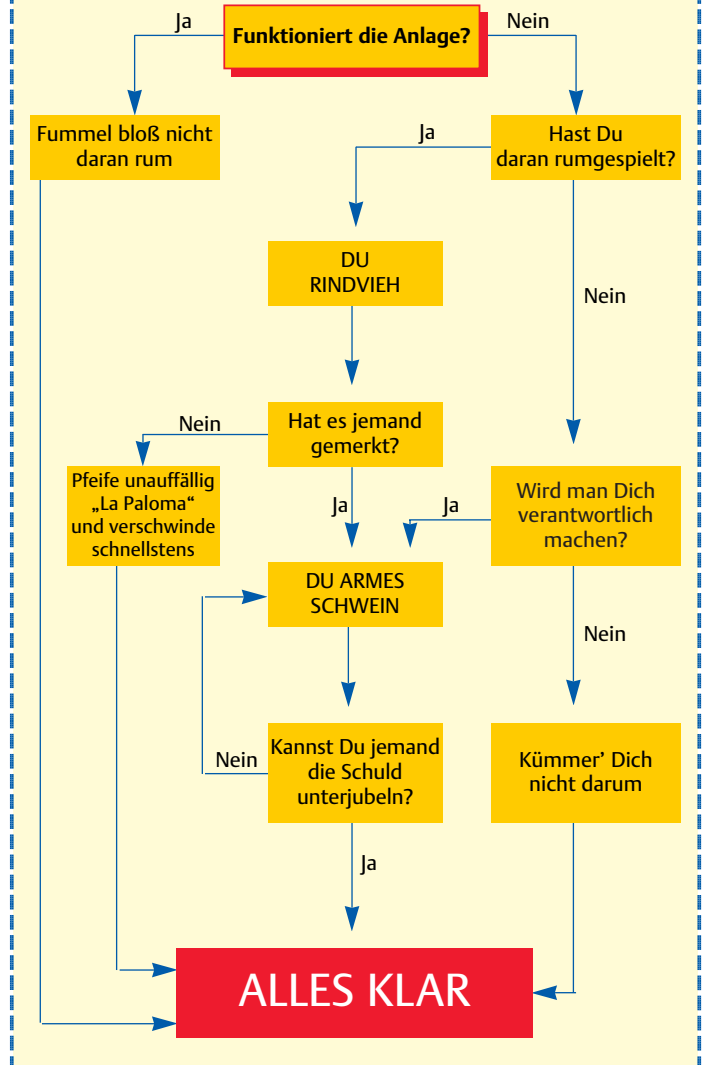 Ja
Funktioniert die Anlage?
Nein
Fummel bloß nicht
daran rum
Ja
Hast Du
daran rumgespielt?
DU
RINDVIEH
Nein
Nein
Hat es jemand
gemerkt?
Pfeife unauffällig
„La Paloma“
und verschwinde
schnellstens
Ja
Ja
Wird man Dich
verantwortlich
machen?
DU ARMES
SCHWEIN
Nein
Nein
Kannst Du jemand
die Schuld
unterjubeln?
Kümmer’ Dich
nicht darum
Ja
ALLES KLAR